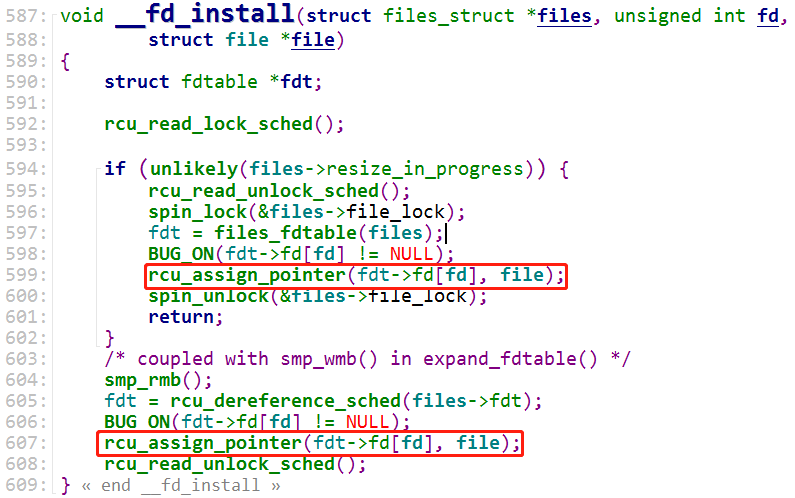 587: void __fd_install(struct files_struct *files, unsigned int fd,
588:         struct file *file)
589: {
590:     struct fdtable *fdt;
591:
592:     rcu_read_lock_sched();
593:
594:     if (unlikely(files->resize_in_progress)) {
595:         rcu_read_unlock_sched();
596:         spin_lock(&files->file_lock);
597:         fdt = files_fdtable(files);
598:         BUG_ON(fdt->fd[fd] != NULL);
599:         rcu_assign_pointer(fdt->fd[fd], file);
600:         spin_unlock(&files->file_lock);
601:         return;
602:     }
603:     /* coupled with smp_wmb() in expand_fdtable() */
604:     smp_rmb();
605:     fdt = rcu_dereference_sched(files->fdt);
606:     BUG_ON(fdt->fd[fd] != NULL);
607:     rcu_assign_pointer(fdt->fd[fd], file);
608:     rcu_read_unlock_sched();
609: } « end __fd_install »